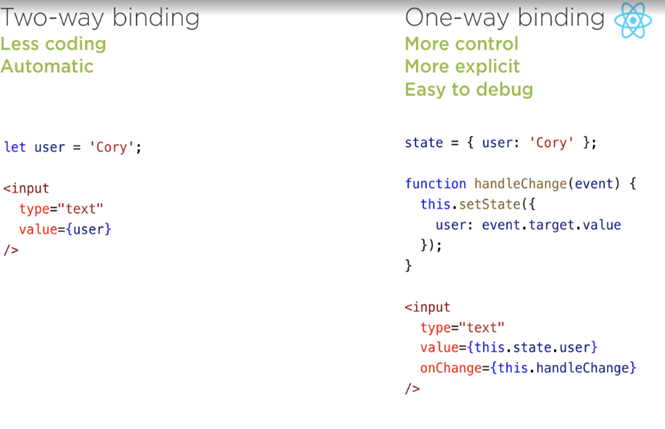 Two-way binding
Less coding
Automatic
let user = 'Cory';
<input
type="text"
value={user}
/>
One-way binding
More control
More explicit
Easy to debug
state = { user: 'Cory' };
function handleChange(event) {
this.setState({
user: event.target.value
});
}
<input
type="text"
value={this.state.user}
onChange={this.handleChange}
/>